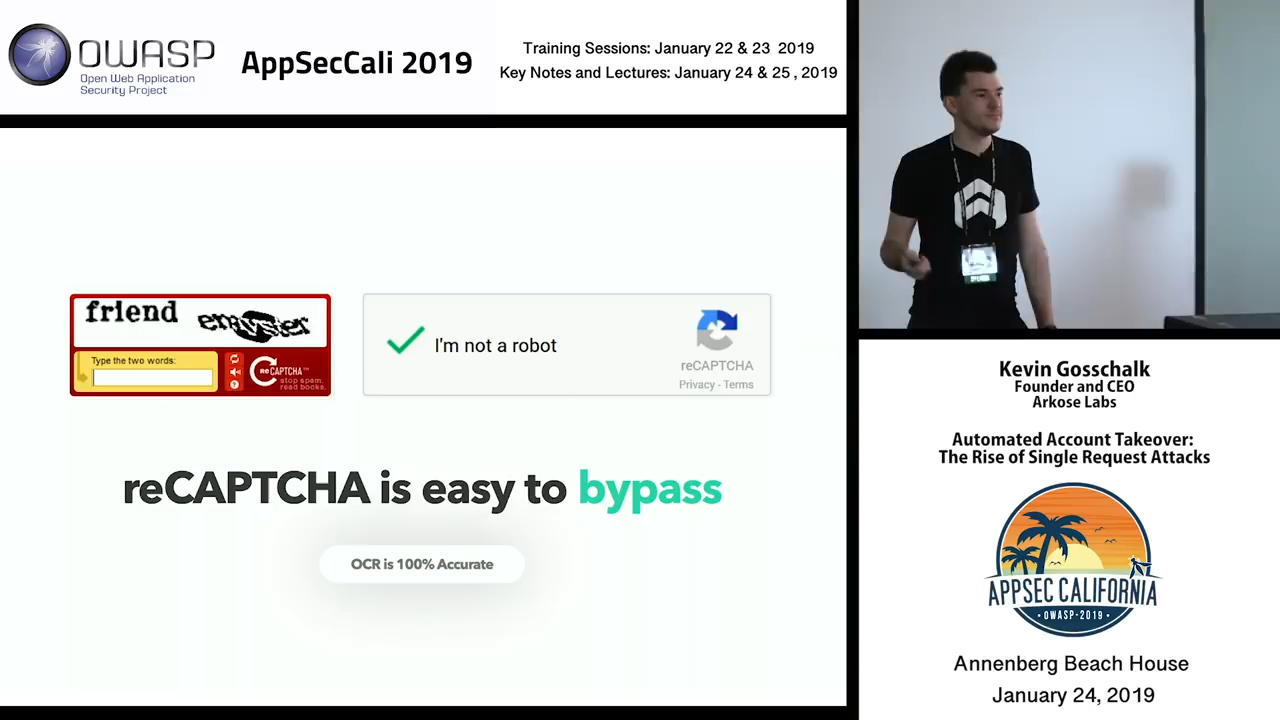 OWASP
Open Web Application
Security Project
AppSecCali 2019
Training Sessions: January 22 & 23 2019
Key Notes and Lectures: January 24 & 25, 2019
friend
Type the two words:
reCAPTCHA™
stop spam.
read books.
I'm not a robot
reCAPTCHA
Privacy - Terms
reCAPTCHA is easy to bypass
OCR is 100% Accurate
Kevin Gosschalk
Founder and CEO
Arkose Labs
Automated Account Takeover:
The Rise of Single Request Attacks
APPSEC CALIFORNIA
· OWASP-2019 ·
Annenberg Beach House
January 24, 2019